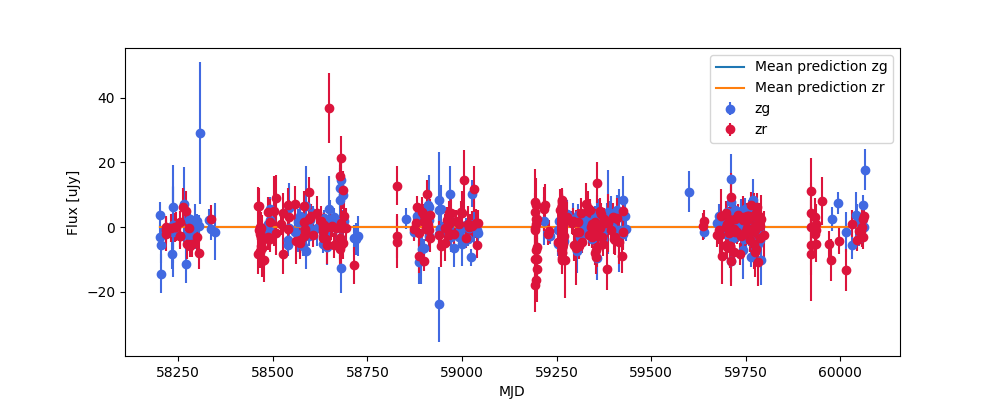 Mean prediction zg
Mean prediction zr
zg
zr
40
20
0
−20
Flux [uJy]
58250 58500 58750 59000 59250 59500 59750 60000
MJD